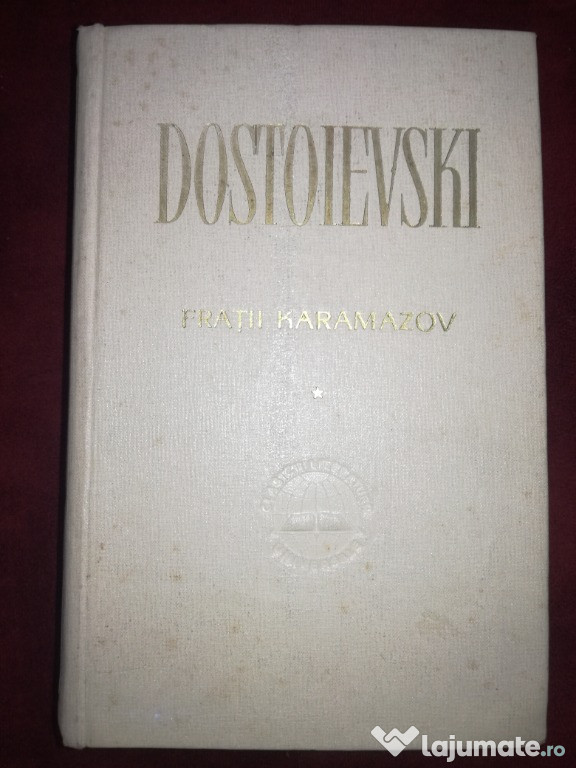 DOSTOIEVSKI
FRAȚII KARAMAZOV
*
lajumate.ro